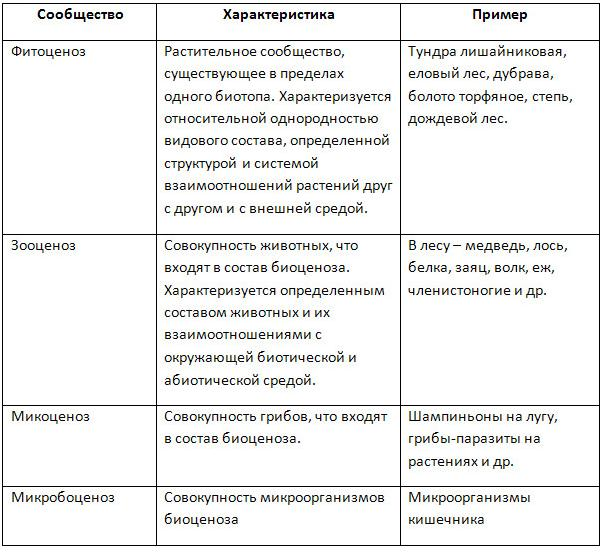 Сообщество Характеристика Пример
Фитоценоз
Растительное сообщество,
существующее в пределах
одного биотопа. Характеризуется
относительной однородностью
видового состава, определенной
структурой и системой
взаимоотношений растений друг
с другом и с внешней средой.
Тундра лишайниковая,
еловый лес, дубрава,
болото торфяное, степь,
дождевой лес.
Зооценоз
Совокупность животных, что
входят в состав биоценоза.
Характеризуется определенным
составом животных и их
взаимоотношениями с
окружающей биотической и
абиотической средой.
В лесу – медведь, лось,
белка, заяц, волк, еж,
членистоногие и др.
Микоценоз
Совокупность грибов, что входят
в состав биоценоза.
Шампиньоны на лугу,
грибы-паразиты на
растениях и др.
Микробоценоз
Совокупность микроорганизмов
биоценоза
Микроорганизмы
кишечника